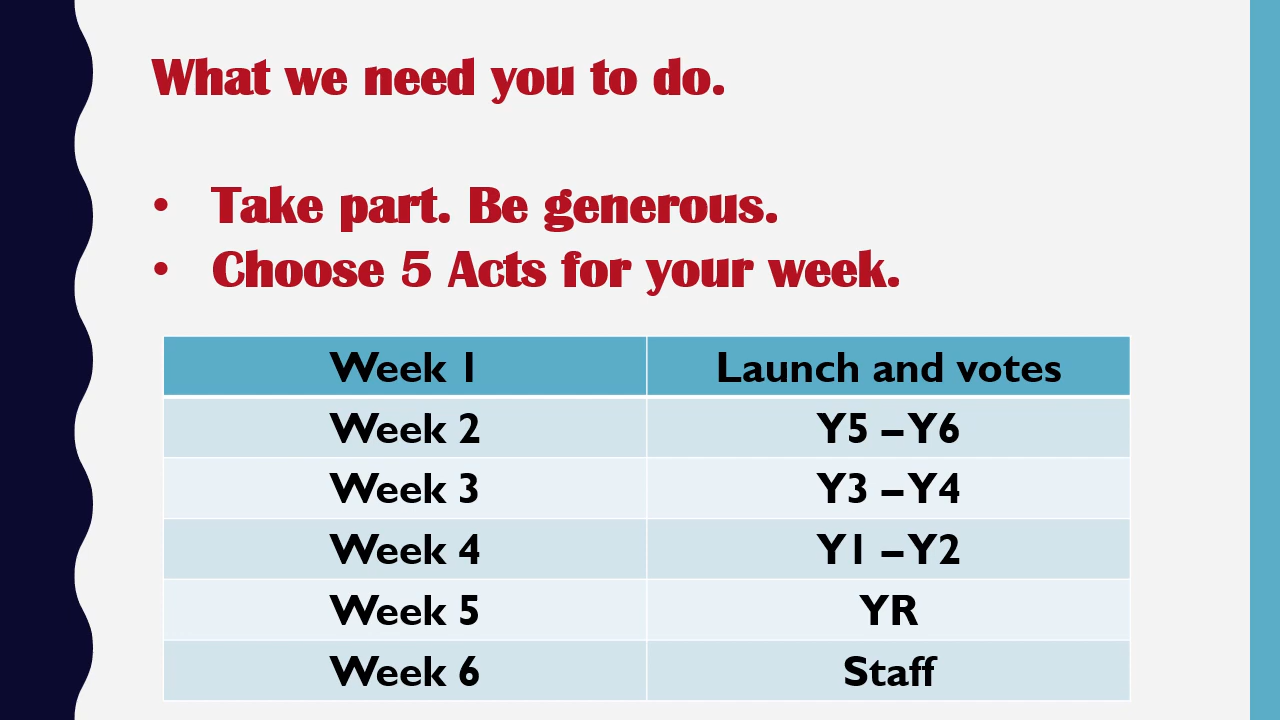 What we need you to do.
• Take part. Be generous.
• Choose 5 Acts for your week.
Week 1 Launch and votes
Week 2 Y5 – Y6
Week 3 Y3 – Y4
Week 4 Y1 – Y2
Week 5 YR
Week 6 Staff